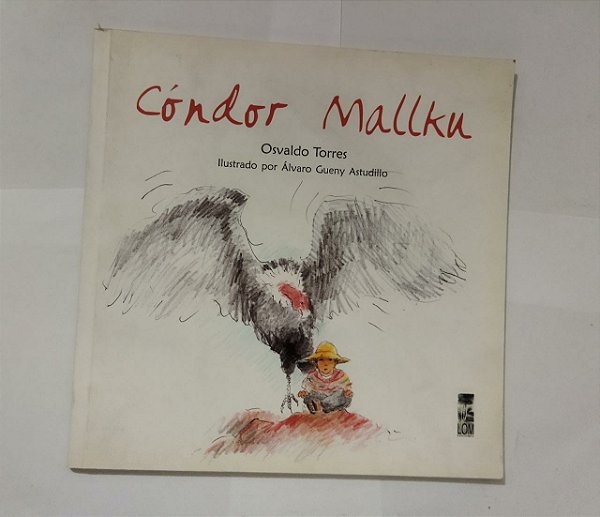 Cóndor Mallku
Osvaldo Torres
Ilustrado por Álvaro Gueny Astudillo
LOM